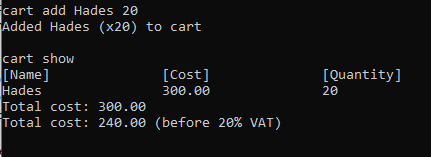 cart add Hades 20
Added Hades (x20) to cart
cart show
[Name] [Cost] [Quantity]
Hades 300.00 20
Total cost: 300.00
Total cost: 240.00 (before 20% VAT)